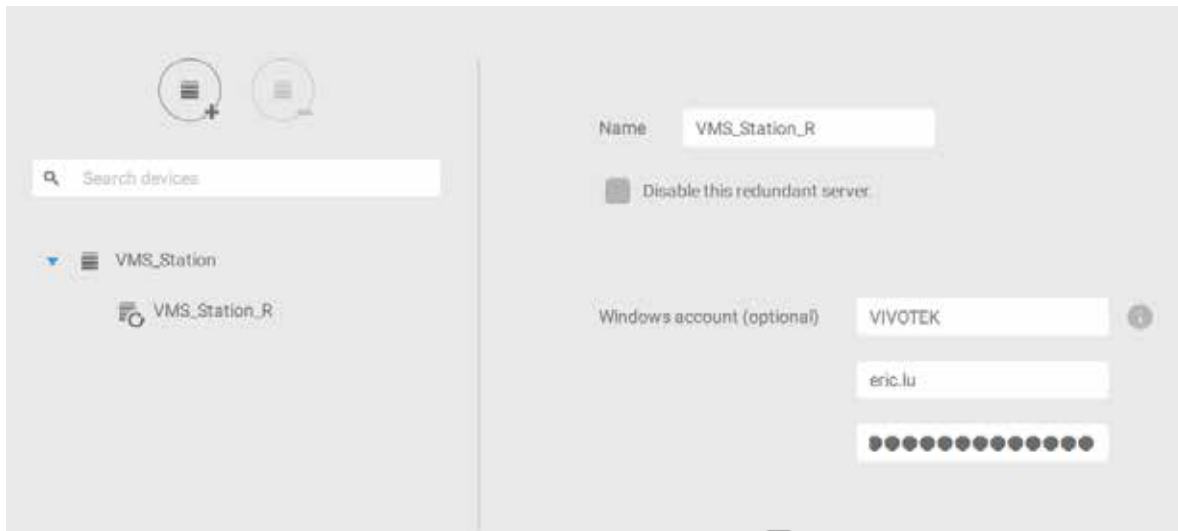 Search devices
VMS_Station
VMS_Station_R
Name VMS_Station_R
Disable this redundant server.
Windows account (optional) VIVOTEK
eric.lu